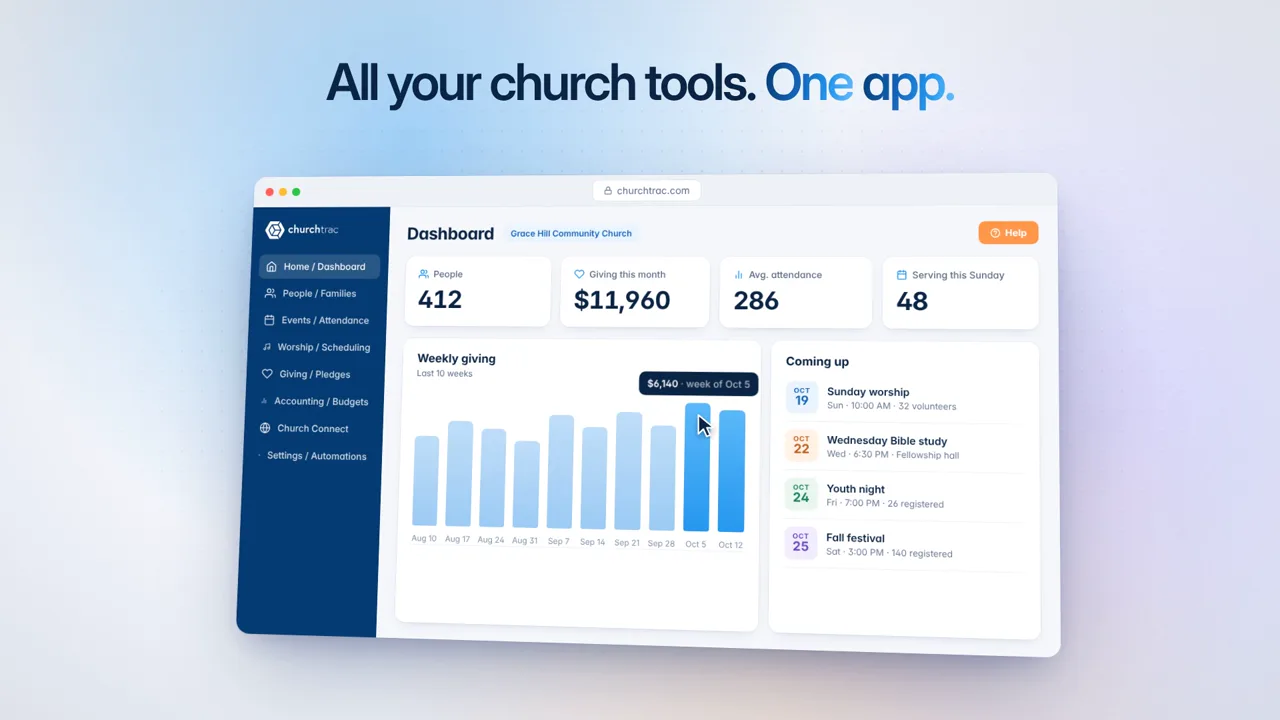 All your church tools. One app.
churchtrac.com
churchtrac
Home / Dashboard
People / Families
Events / Attendance
Worship / Scheduling
Giving / Pledges
Accounting / Budgets
Church Connect
Settings / Automations
Dashboard
Grace Hill Community Church
Help
People
412
Giving this month
$11,960
Avg. attendance
286
Serving this Sunday
48
Weekly giving
Last 10 weeks
$6,140 · week of Oct 5
Aug 10 Aug 17 Aug 24 Aug 31 Sep 7 Sep 14 Sep 21 Sep 28 Oct 5 Oct 12
Coming up
OCT
19
Sunday worship
Sun · 10:00 AM · 32 volunteers
OCT
22
Wednesday Bible study
Wed · 6:30 PM · Fellowship hall
OCT
24
Youth night
Fri · 7:00 PM · 26 registered
OCT
25
Fall festival
Sat · 3:00 PM · 140 registered